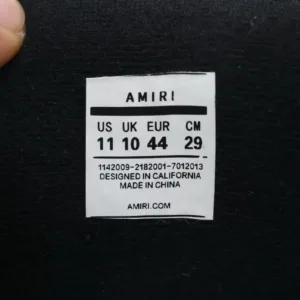 AMIRI
US UK EUR CM
11 10 44 29
1142009-2182001-7012013
DESIGNED IN CALIFORNIA
MADE IN CHINA
AMIRI.COM